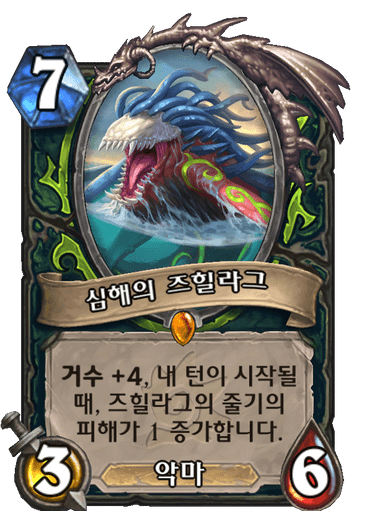 7
심해의 즈힐라그
거수 +4, 내 턴이 시작될
때, 즈힐라그의 줄기의
피해가 1 증가합니다.
3
악마
6